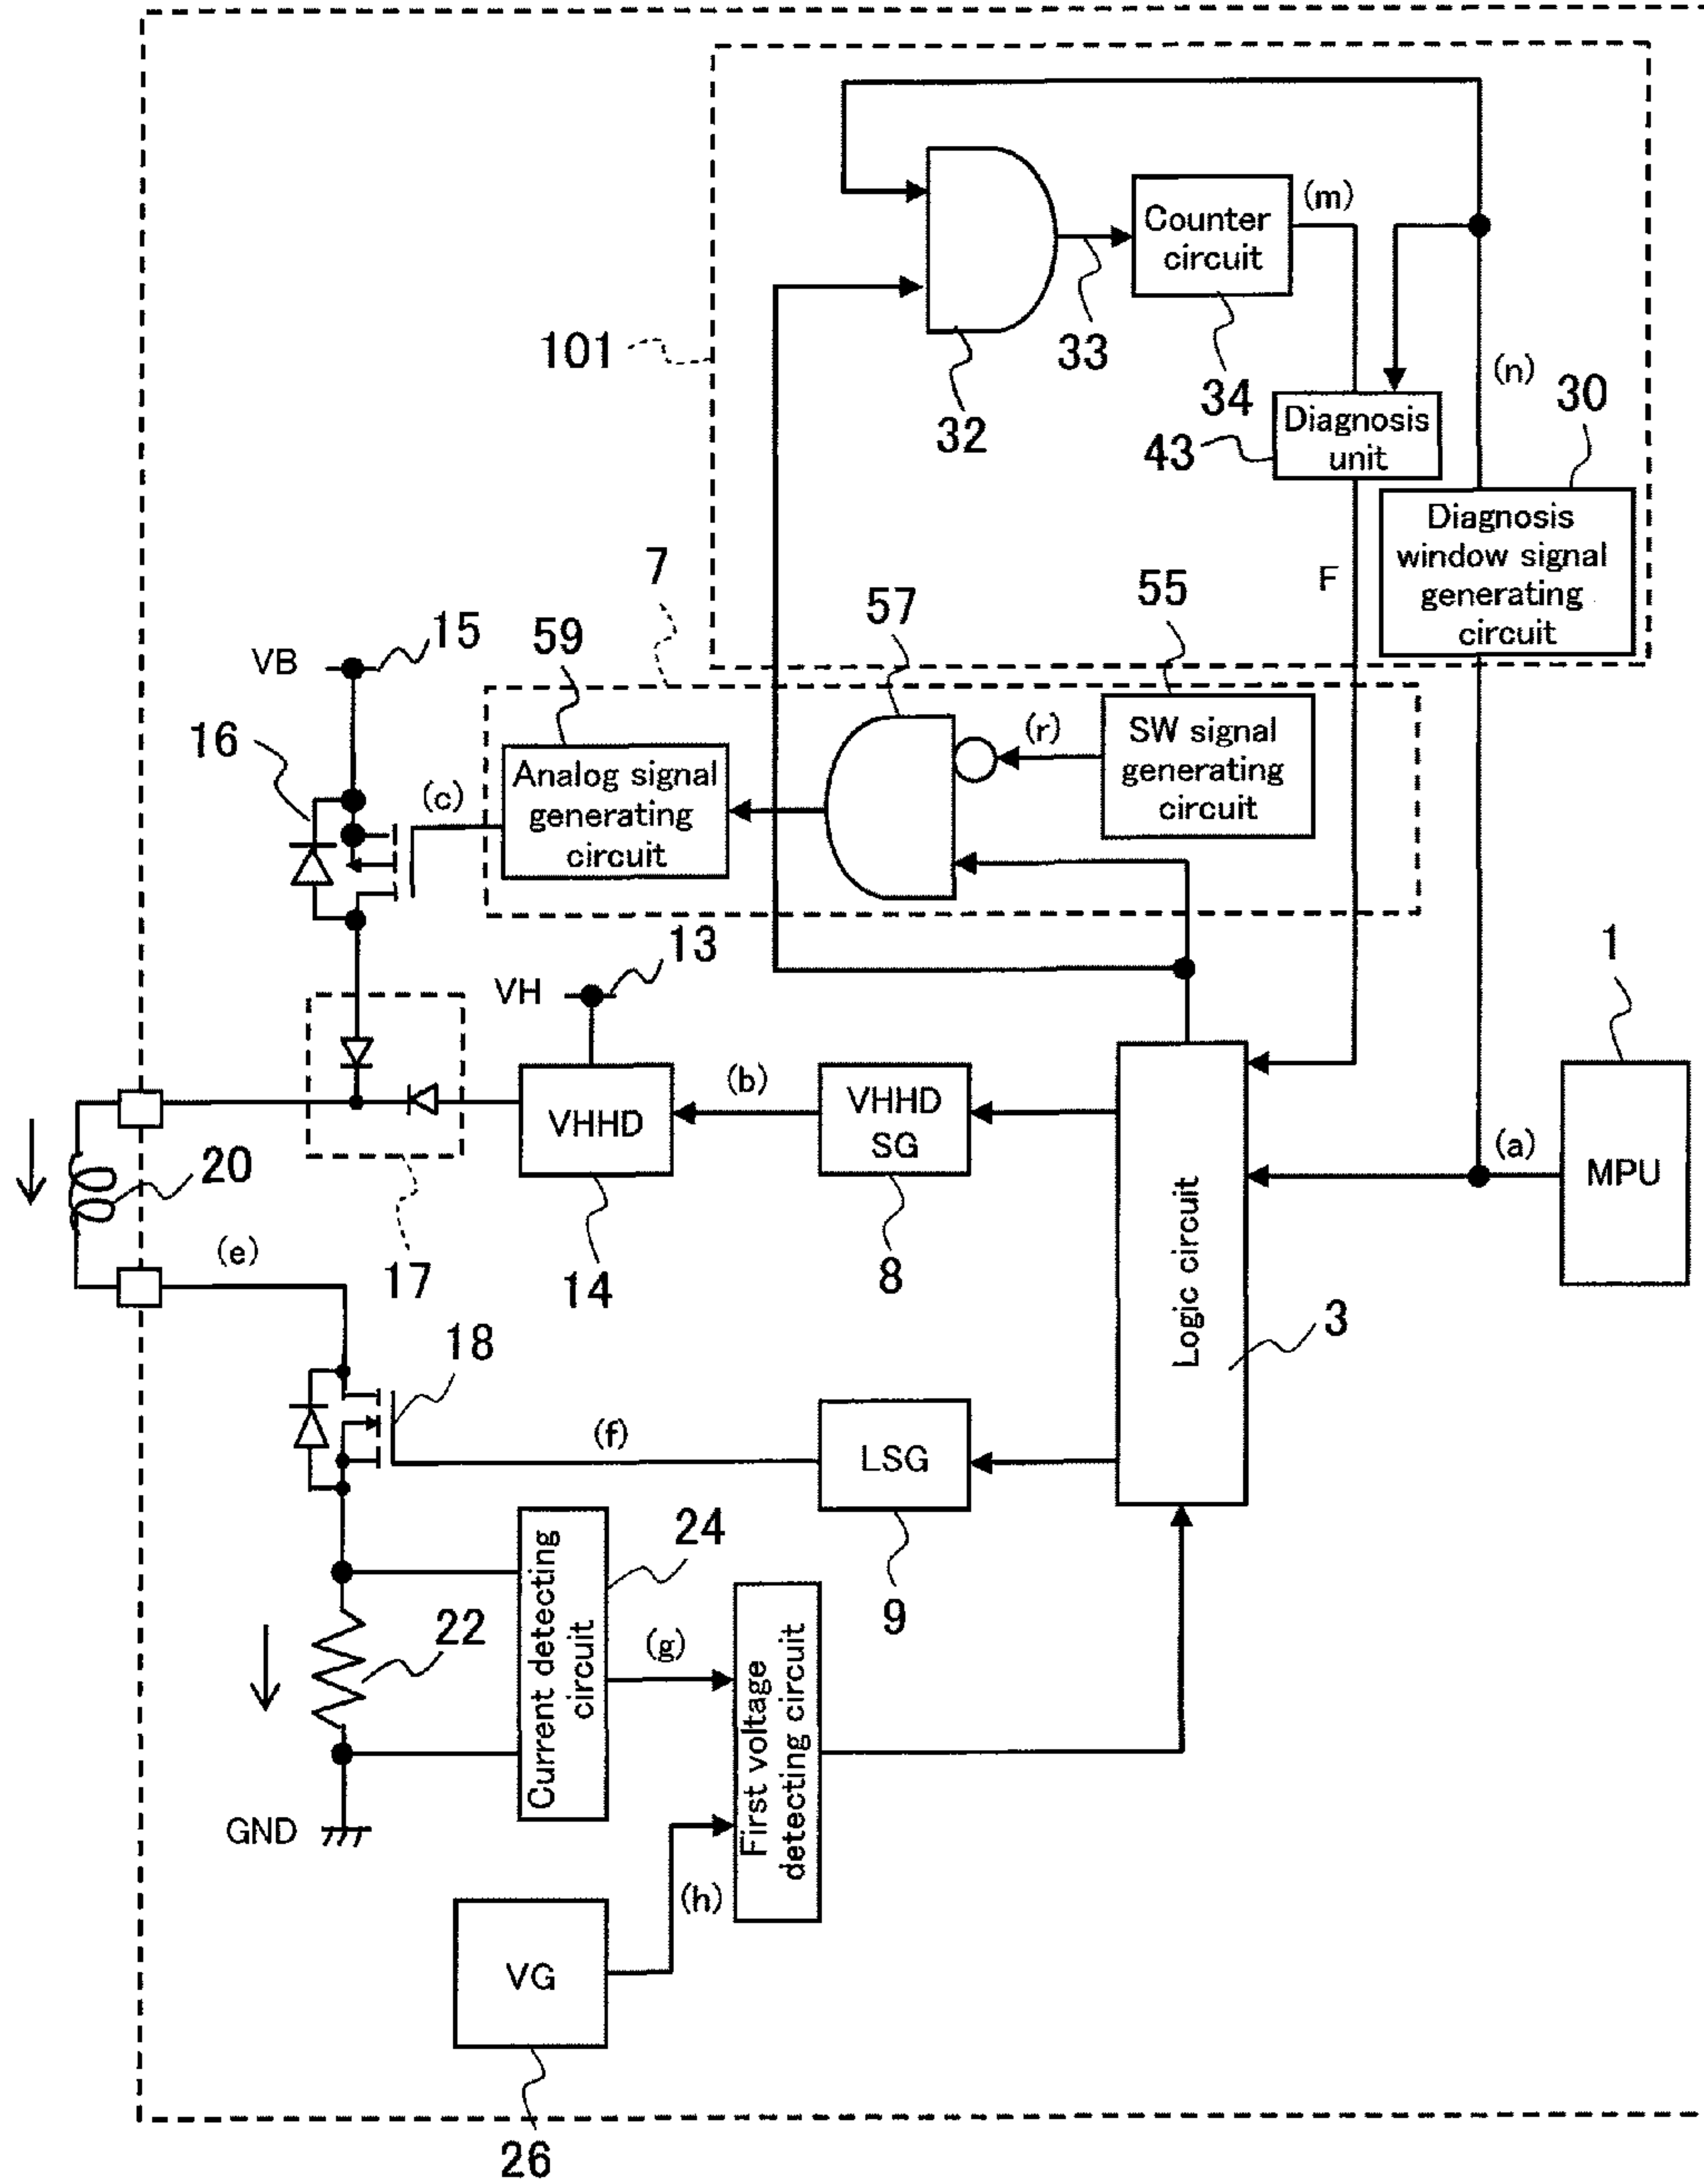 (m)
Counter
circuit
101
33
(n)
32
34
30
43
Diagnosis
unit
Diagnosis
window signal
generating
circuit
7
F
57
55
15
VB
59
16
(r)
SW signal
generating
circuit
(c)
Analog signal
generating
circuit
13
VH
1
(b)
VHHD
VHHD
SG
(a)
MPU
20
Logic circuit
(e)
17
14
8
3
18
(f)
LSG
24
9
22
Current detecting
circuit
(g)
First voltage
detecting circuit
GND
(h)
VG
26